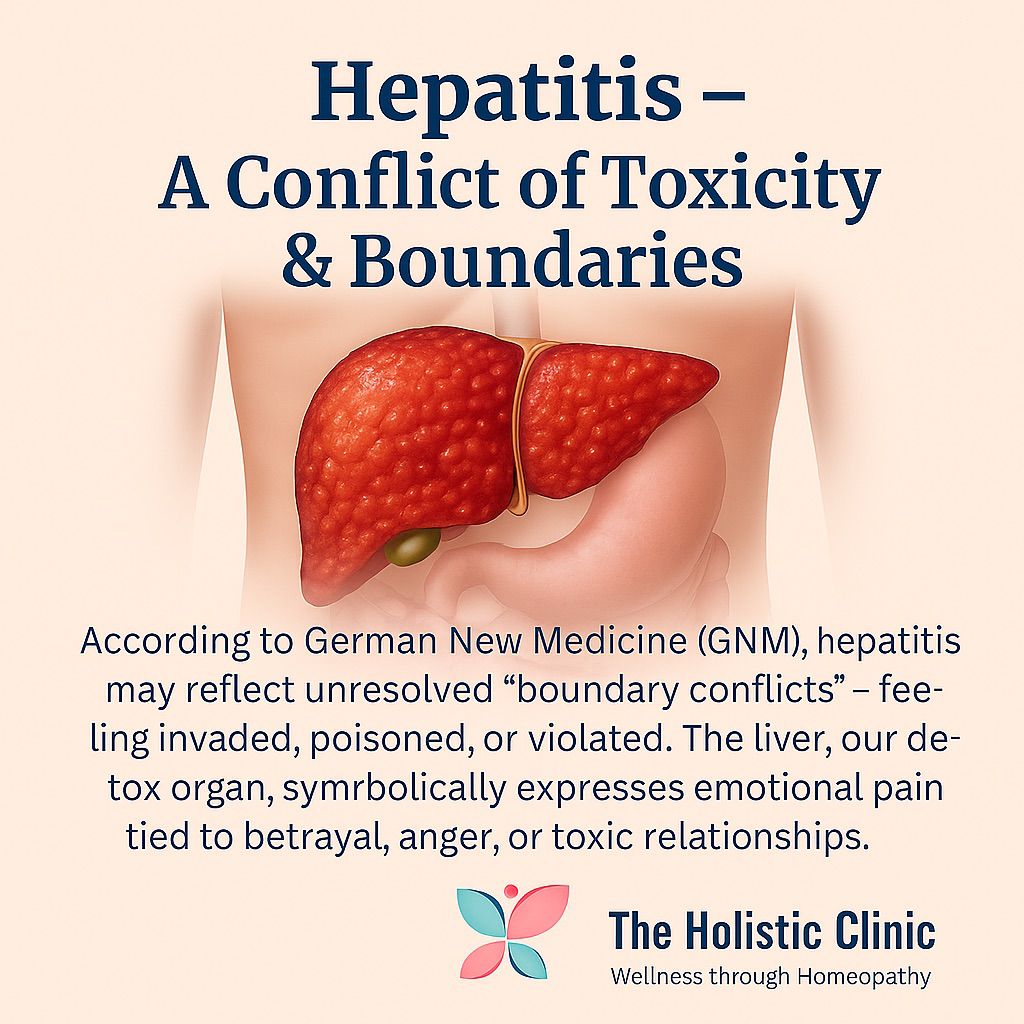 Hepatitis –
A Conflict of Toxicity
& Boundaries
According to German New Medicine (GNM), hepatitis
may reflect unresolved “boundary conflicts” – fee-
ling invaded, poisoned, or violated. The liver, our de-
tox organ, symrbolically expresses emotional pain
tied to betrayal, anger, or toxic relationships.
The Holistic Clinic
Wellness through Homeopathy